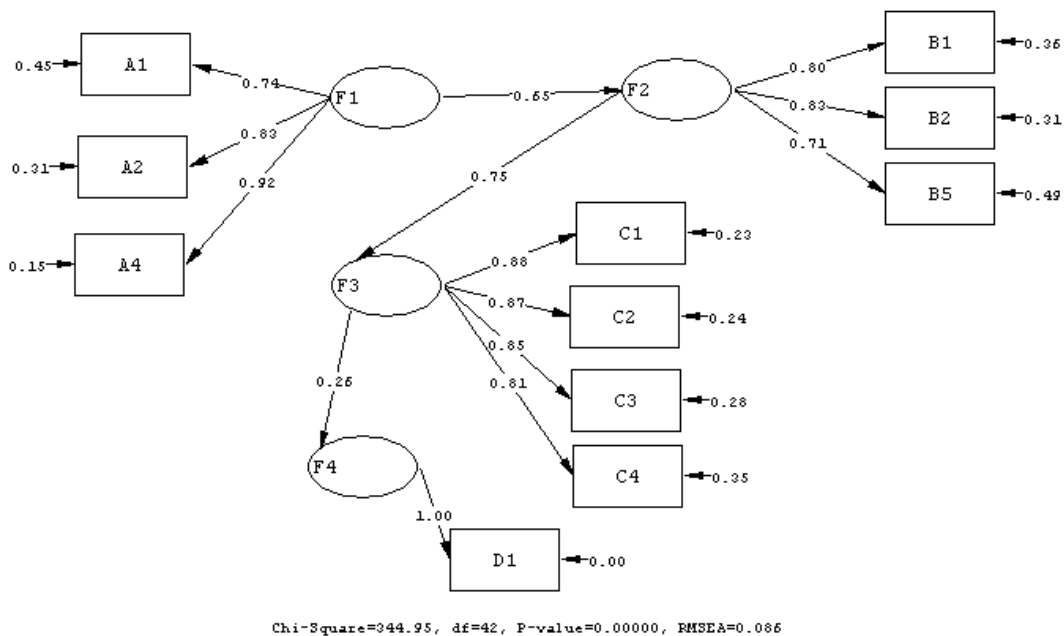 B1
0.36
0.45
A1
0.80
0.74
F1
0.65
F2
0.83
B2
0.31
0.83
0.71
0.31
A2
0.92
0.75
B5
0.49
C1
0.23
0.15
A4
0.88
F3
0.87
C2
0.24
0.85
0.26
0.81
C3
0.28
F4
C4
0.35
1.00
D1
0.00
Chi-Square=344.95, df=42, P-value=0.00000, RMSEA=0.086